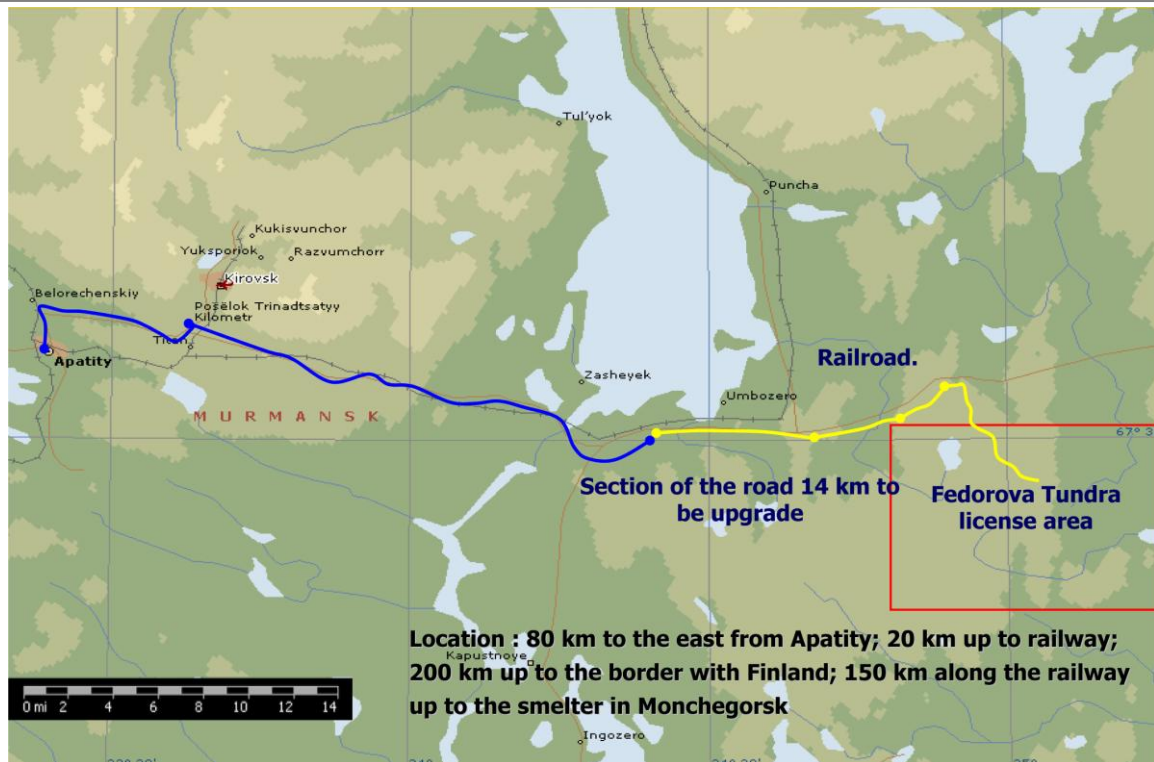 Tul'yok
Puncha
Kukisvunchor
Yuksporiok
Razvumchorr
Kirovsk
Belorechenskiy
Posëlok Trinadtsatyy
Kilometr
Titan
Apatity
Railroad.
Zasheyek
Umbozero
MURMANSK
67° 3
Section of the road 14 km to
be upgrade
Fedorova Tundra
license area
Location : 80 km to the east from Apatity; 20 km up to railway;
Kapustnoye
200 km up to the border with Finland; 150 km along the railway
up to the smelter in Monchegorsk
0 mi 2 4 6 8 10 12 14
Ingozero